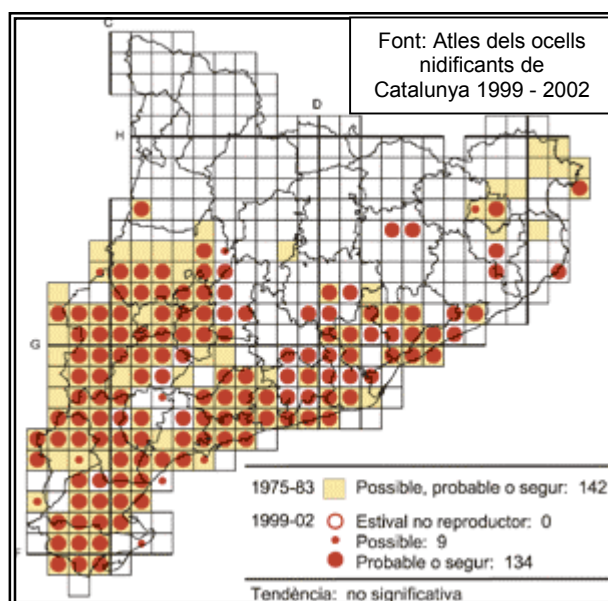 Font: Atles dels ocells
nidificants de
Catalunya 1999 - 2002
C
D
H
G
F
1975-83 Possible, probable o segur: 142
1999-02 Estival no reproductor: 0
Possible: 9
Probable o segur: 134
Tendència: no significativa